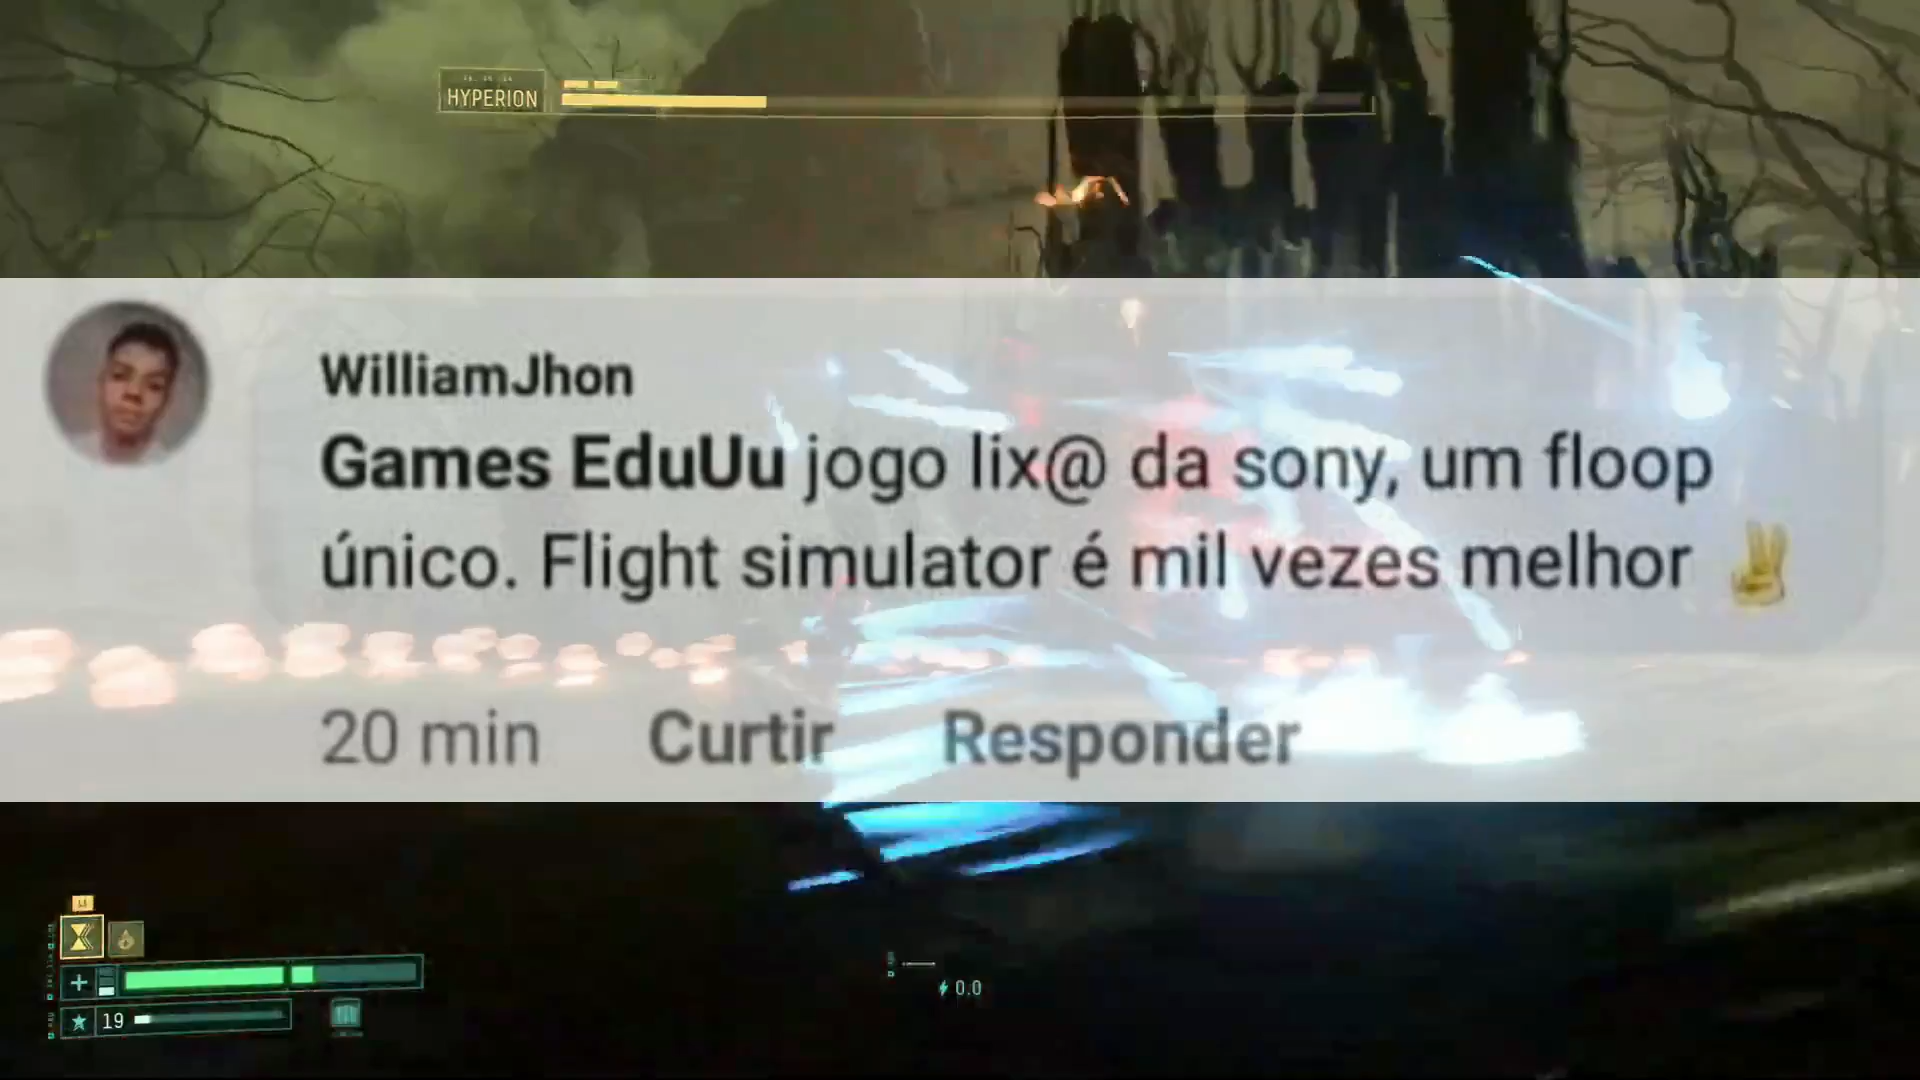 HYPERION
WilliamJhon
Games EduUu jogo lix@ da sony, um floop
único. Flight simulator é mil vezes melhor ✌
20 min Curtir Responder
19
0.0